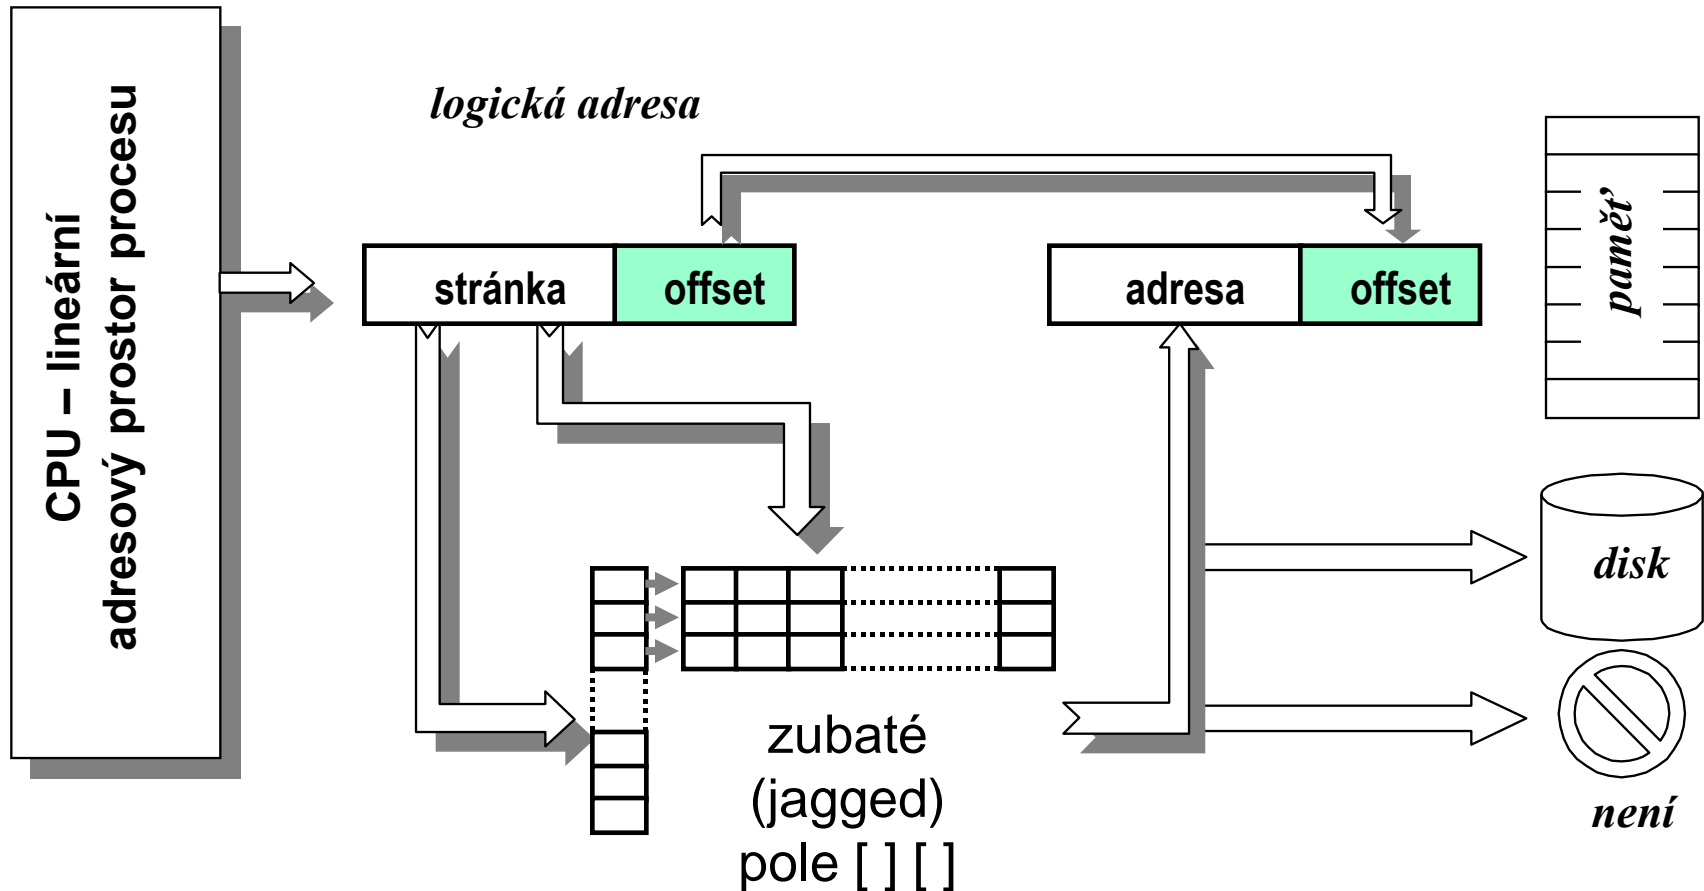 CPU – lineární
adresový prostor procesu
logická adresa
stránka
offset
adresa
offset
paměť
disk
není
zubaté
(jagged)
pole [ ] [ ]